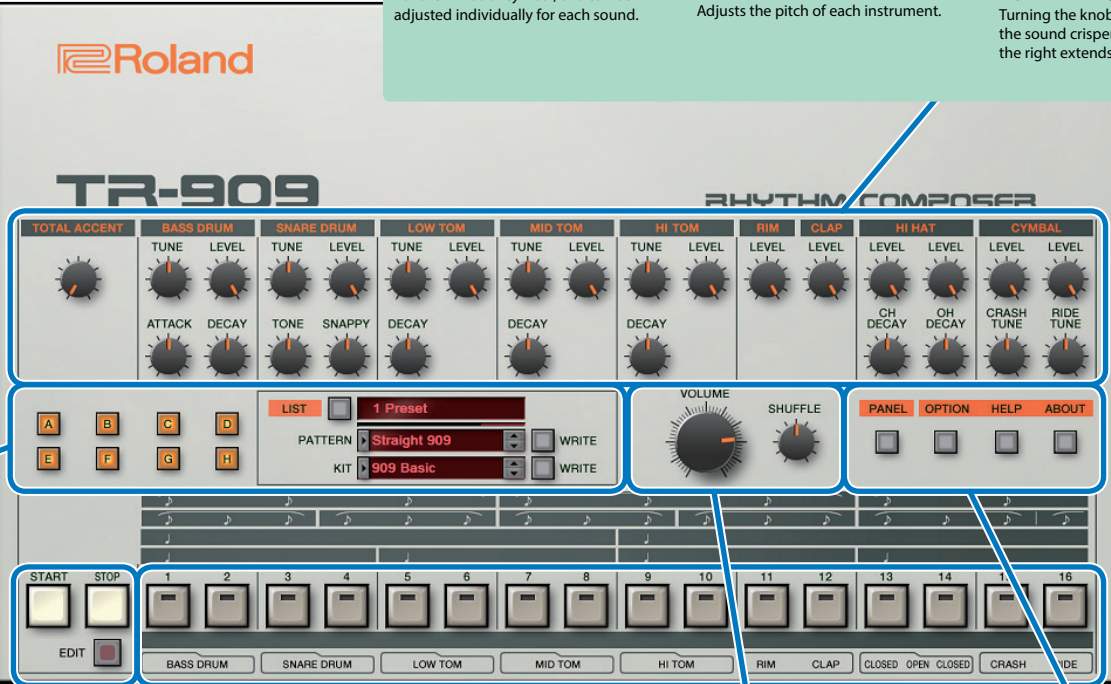 adjusted individually for each sound.
Adjusts the pitch of each instrument.
Turning the knob
the sound crisper
the right extends
Roland
TR-909
RHYTHM COMPOSER
TOTAL ACCENT BASS DRUM SNARE DRUM LOW TOM MID TOM HI TOM RIM CLAP HI HAT CYMBAL
TUNE LEVEL TUNE LEVEL TUNE LEVEL TUNE LEVEL TUNE LEVEL LEVEL LEVEL LEVEL LEVEL LEVEL LEVEL
ATTACK DECAY TONE SNAPPY DECAY DECAY DECAY CH DECAY OH DECAY CRASH TUNE RIDE TUNE
A B C D
E F G H
LIST 1 Preset
PATTERN Straight 909 WRITE
KIT 909 Basic WRITE
VOLUME SHUFFLE
PANEL OPTION HELP ABOUT
START STOP
1 2 3 4 5 6 7 8 9 10 11 12 13 14 16
EDIT
BASS DRUM SNARE DRUM LOW TOM MID TOM HI TOM RIM CLAP CLOSED OPEN CLOSED CRASH RIDE